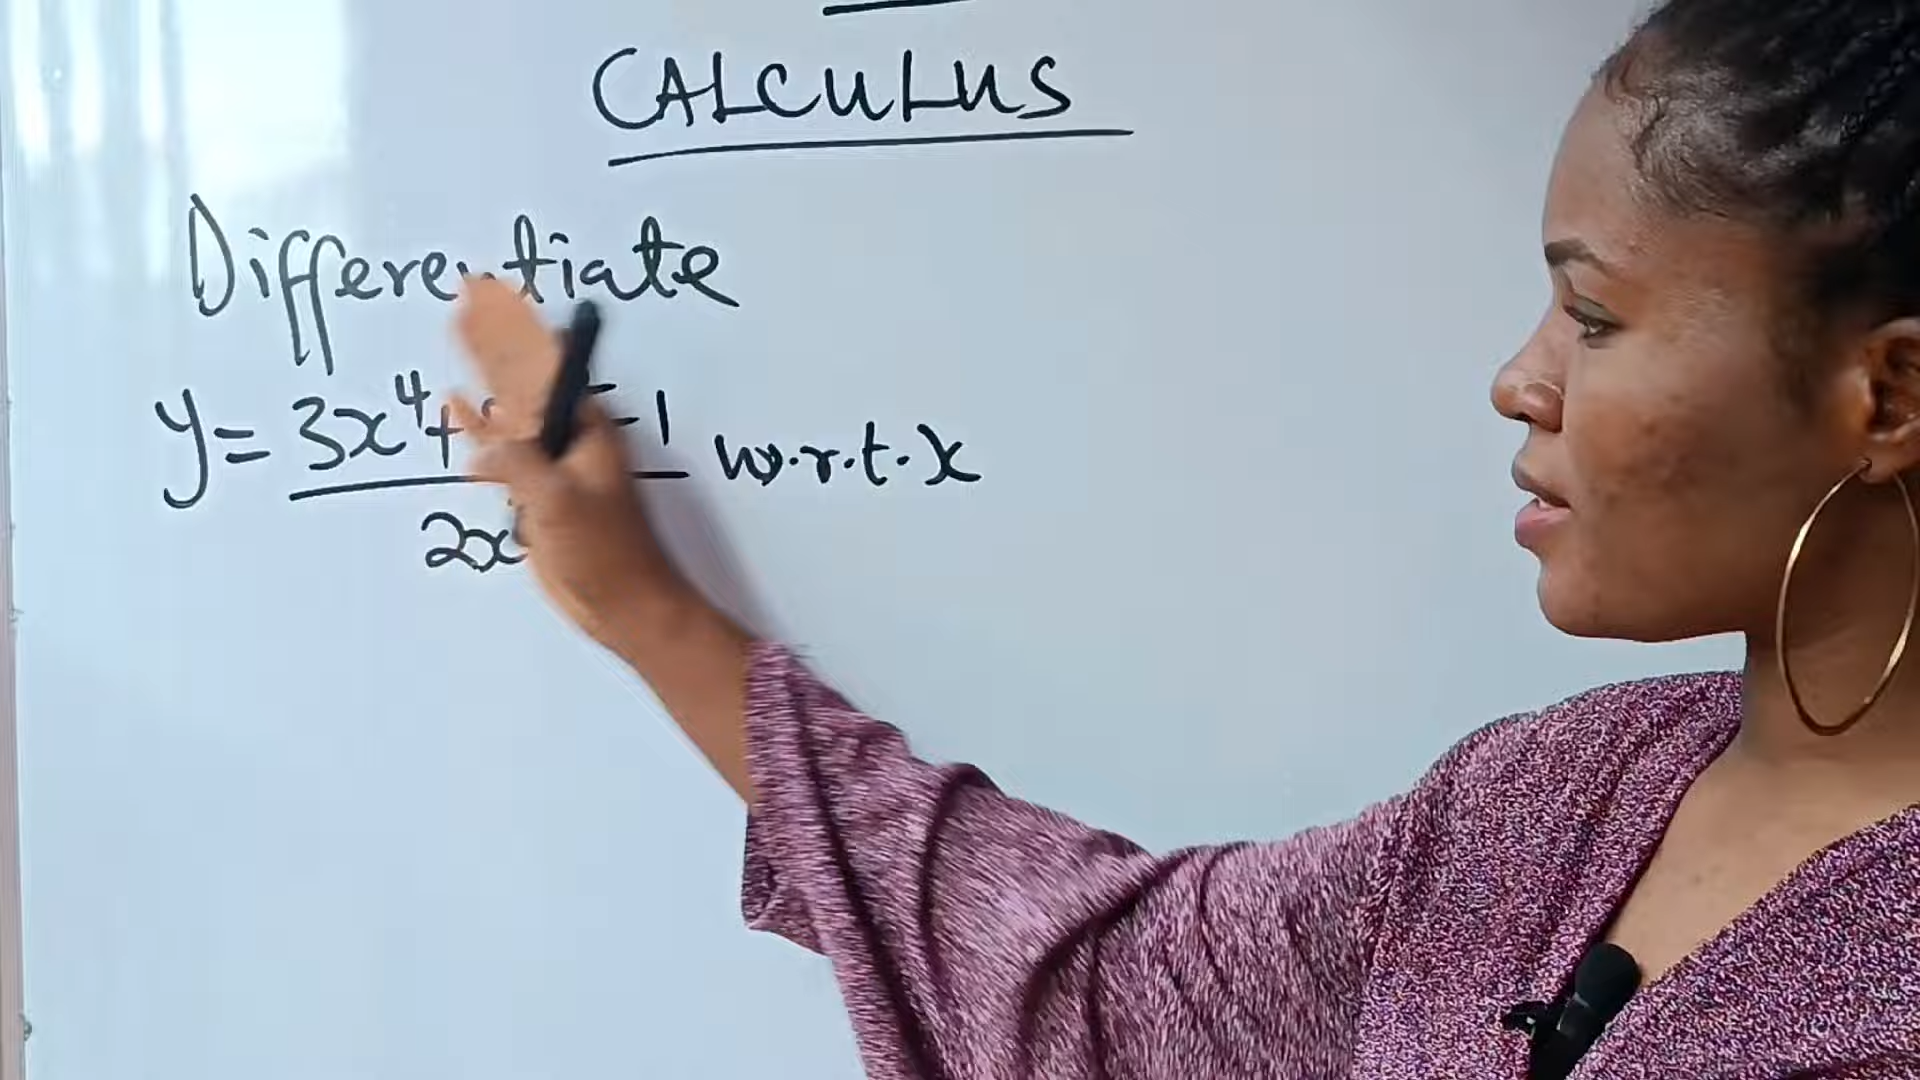 CALCULUS
Differentiate
y = 3x⁴+ -1 w.r.t. x
2x